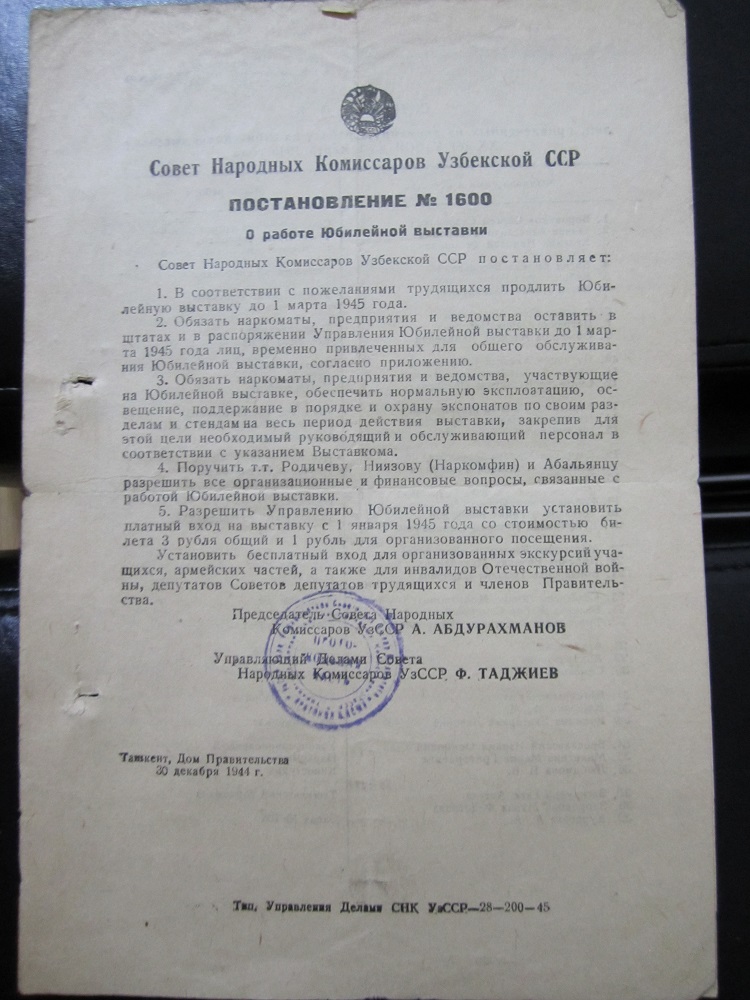 Совет Народных Комиссаров Узбекской ССР
ПОСТАНОВЛЕНИЕ № 1600
О работе Юбилейной выставки
Совет Народных Комиссаров Узбекской ССР постановляет:
1. В соответствии с пожеланиями трудящихся продлить Юби-
лейную выставку до 1 марта 1945 года.
2. Обязать наркоматы, предприятия и ведомства оставить в
штатах и в распоряжении Управления Юбилейной выставки до 1 мар-
та 1945 года лиц, временно привлеченных для общего обслужива-
ния Юбилейной выставки, согласно приложению.
3. Обязать наркоматы, предприятия и ведомства, участвующие
на Юбилейной выставке, обеспечить нормальную эксплоатацию, ос-
вещение, поддержание в порядке и охрану экспонатов по своим раз-
делам и стендам на весь период действия выставки, закрепив для
этой цели необходимый руководящий и обслуживающий персонал в
соответствии с указанием Выставкома.
4. Поручить т.т. Родичеву, Ниязову (Наркомфин) и Абальянцу
разрешить все организационные и финансовые вопросы, связанные с
работой Юбилейной выставки.
5. Разрешить Управлению Юбилейной выставки установить
платный вход на выставку с 1 января 1945 года со стоимостью би-
лета 3 рубля общий и 1 рубль для организованного посещения.
Установить бесплатный вход для организованных экскурсий уча-
щихся, армейских частей, а также для инвалидов Отечественной вой-
ны, депутатов Советов депутатов трудящихся и членов Правитель-
ства.
Председатель Совета Народных
Комиссаров УзССР А. АБДУРАХМАНОВ
Управляющий Делами Совета
Народных Комиссаров УзССР Ф. ТАДЖИЕВ
Ташкент, Дом Правительства
30 декабря 1944 г.
Тип. Управления Делами СНК УзССР—28—200—45